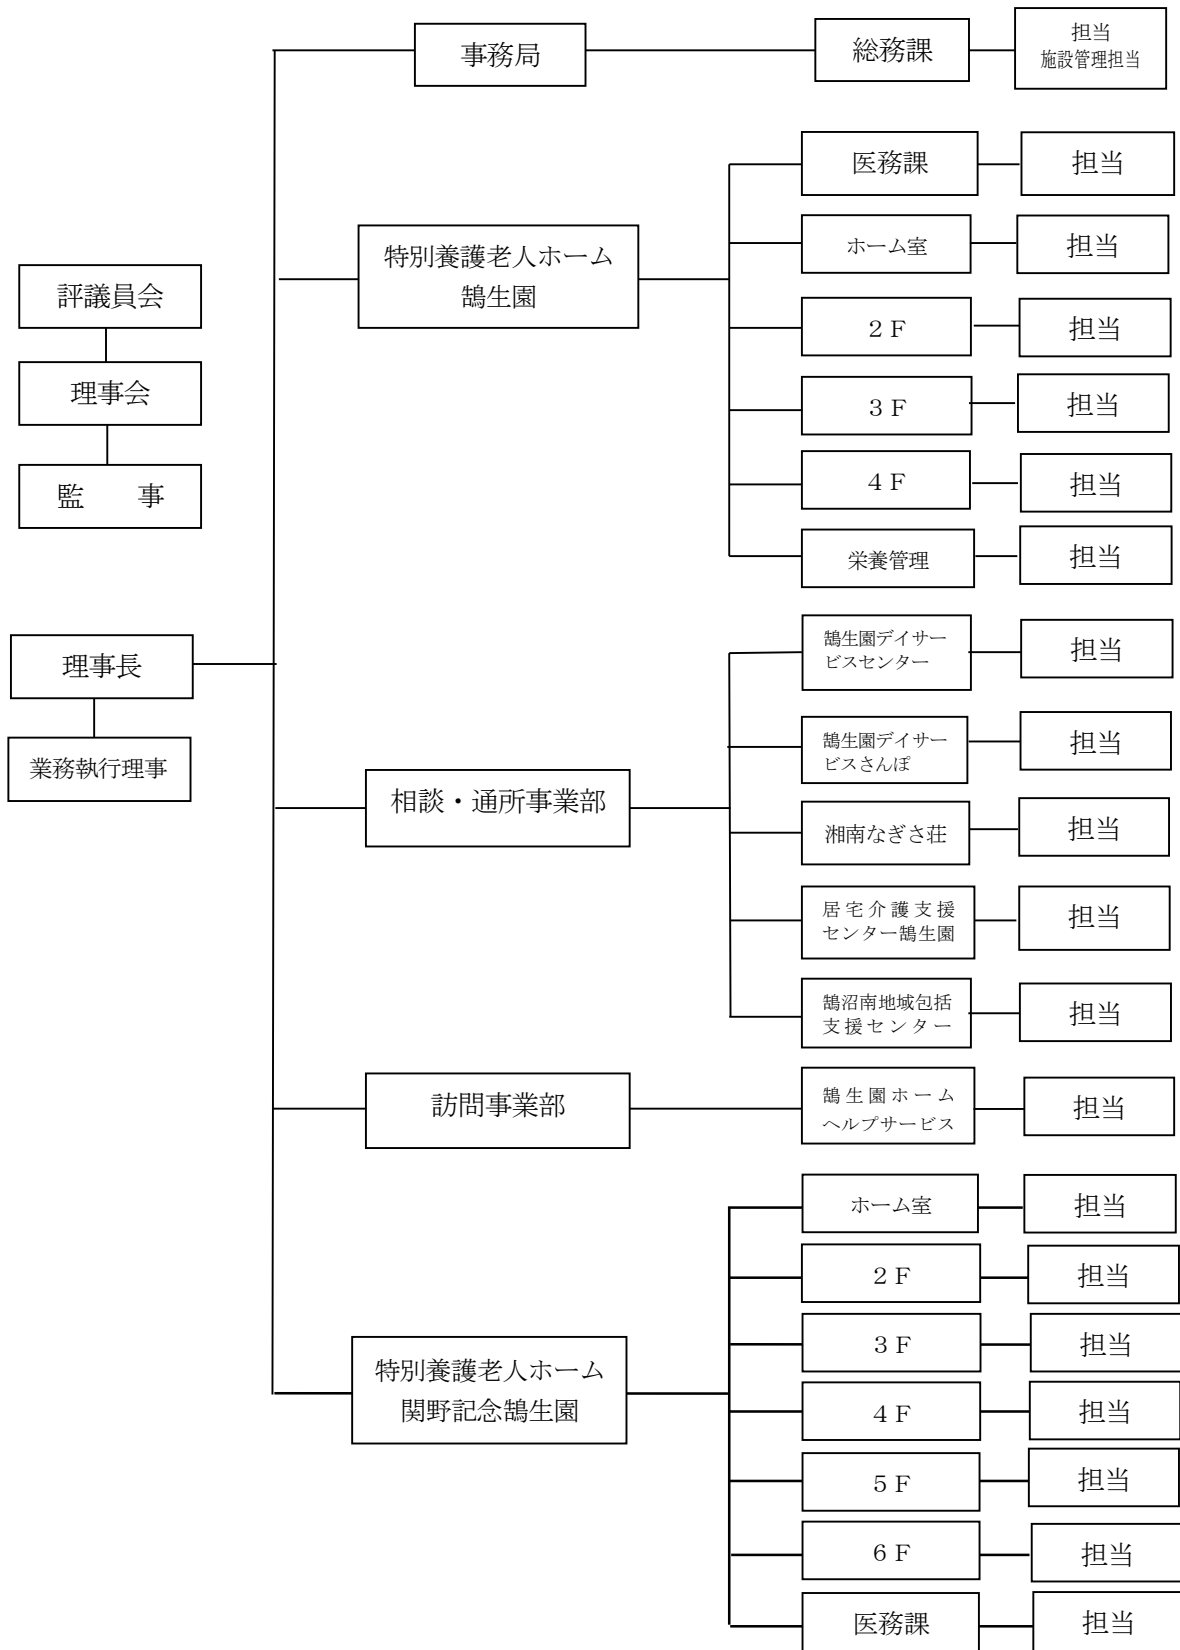 評議員会
理事会
監　　事
理事長
業務執行理事
事務局
総務課
担当
施設管理担当
特別養護老人ホーム
鵠生園
医務課
担当
ホーム室
担当
２Ｆ
担当
３Ｆ
担当
４Ｆ
担当
栄養管理
担当
相談・通所事業部
鵠生園デイサー
ビスセンター
担当
鵠生園デイサー
ビスさんぽ
担当
湘南なぎさ荘
担当
居宅介護支援
センター鵠生園
担当
鵠沼南地域包括
支援センター
担当
訪問事業部
鵠生園ホーム
ヘルプサービス
担当
特別養護老人ホーム
関野記念鵠生園
ホーム室
担当
２Ｆ
担当
３Ｆ
担当
４Ｆ
担当
５Ｆ
担当
６Ｆ
担当
医務課
担当